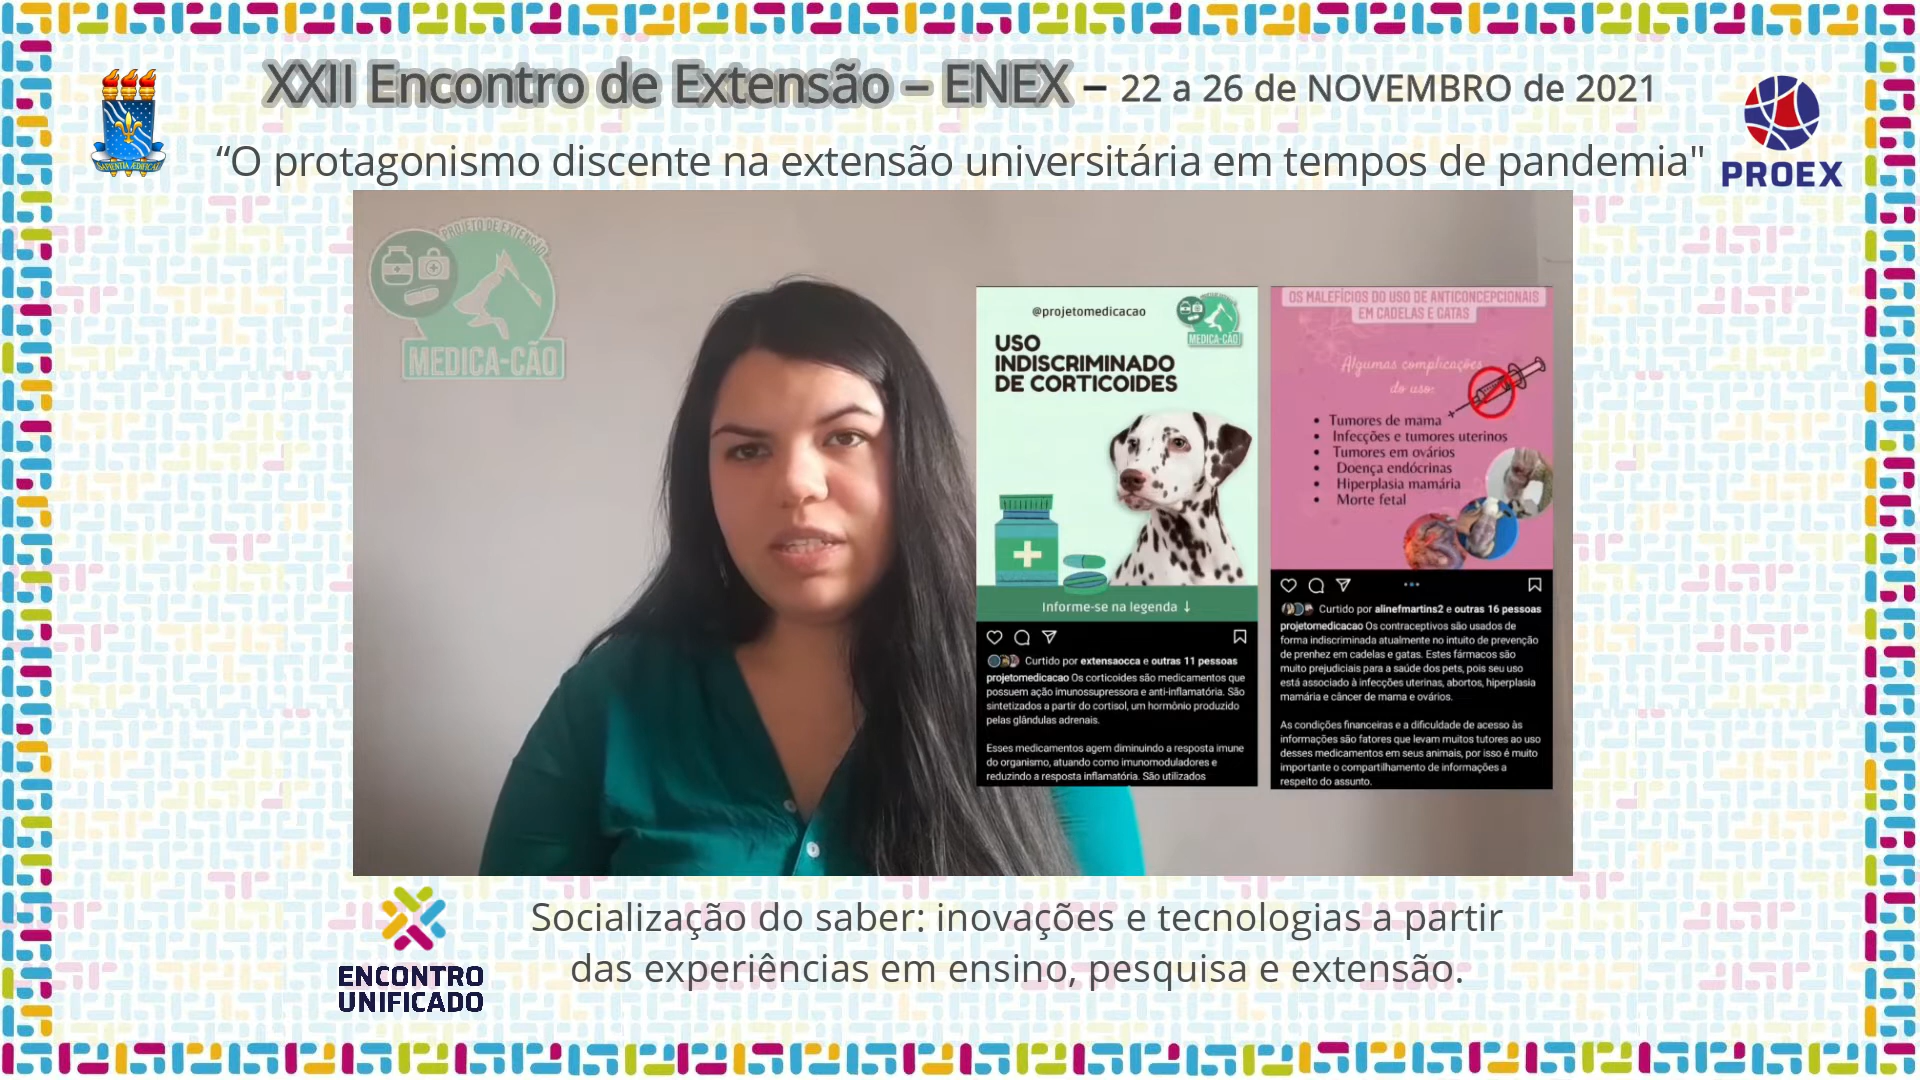 XXII Encontro de Extensão – ENEX – 22 a 26 de NOVEMBRO de 2021
“O protagonismo discente na extensão universitária em tempos de pandemia"
SAPIENTIA ÆDIFICAT
PROEX
PROJETO DE EXTENSÃO
MEDICA-CÃO
@projetomedicacao
MEDICA-CÃO
USO
INDISCRIMINADO
DE CORTICOIDES
Informe-se na legenda ↓
Curtido por extensaocca e outras 11 pessoas
projetomedicacao Os corticoides são medicamentos que
possuem ação imunossupressora e anti-inflamatória. São
sintetizados a partir do cortisol, um hormônio produzido
pelas glândulas adrenais.
Esses medicamentos agem diminuindo a resposta imune
do organismo, atuando como imunomoduladores e
reduzindo a resposta inflamatória. São utilizados
OS MALEFÍCIOS DO USO DE ANTICONCEPCIONAIS
EM CADELAS E GATAS
Algumas complicações
do uso:
• Tumores de mama
• Infecções e tumores uterinos
• Tumores em ovários
• Doença endócrinas
• Hiperplasia mamária
• Morte fetal
Curtido por alinefmartins2 e outras 16 pessoas
projetomedicacao Os contraceptivos são usados de
forma indiscriminada atualmente no intuito de prevenção
de prenhez em cadelas e gatas. Estes fármacos são
muito prejudiciais para a saúde dos pets, pois seu uso
está associado à infecções uterinas, abortos, hiperplasia
mamária e câncer de mama e ovários.
As condições financeiras e a dificuldade de acesso às
informações são fatores que levam muitos tutores ao uso
desses medicamentos em seus animais, por isso é muito
importante o compartilhamento de informações a
respeito do assunto.
ENCONTRO
UNIFICADO
Socialização do saber: inovações e tecnologias a partir
das experiências em ensino, pesquisa e extensão.